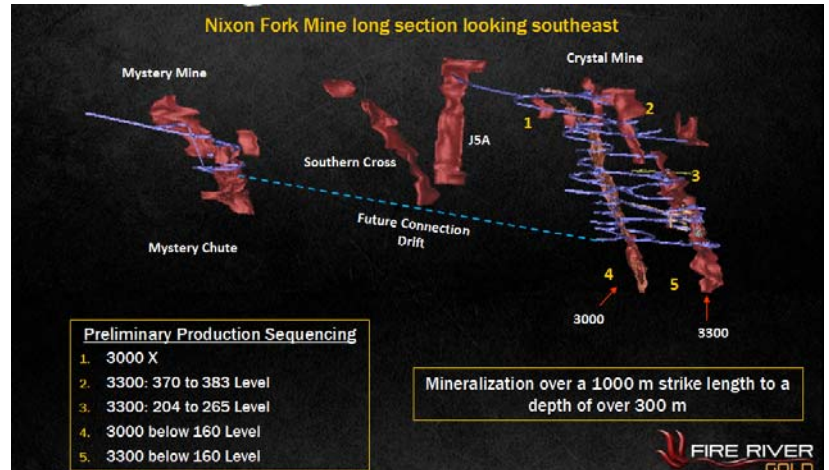 Nixon Fork Mine long section looking southeast
Mystery Mine
Crystal Mine
1
2
J5A
Southern Cross
3
Future Connection
Drift
Mystery Chute
4
5
3000
3300
Preliminary Production Sequencing
1. 3000 X
2. 3300: 370 to 383 Level
3. 3300: 204 to 265 Level
4. 3000 below 160 Level
5. 3300 below 160 Level
Mineralization over a 1000 m strike length to a
depth of over 300 m
FIRE RIVER
GOLD